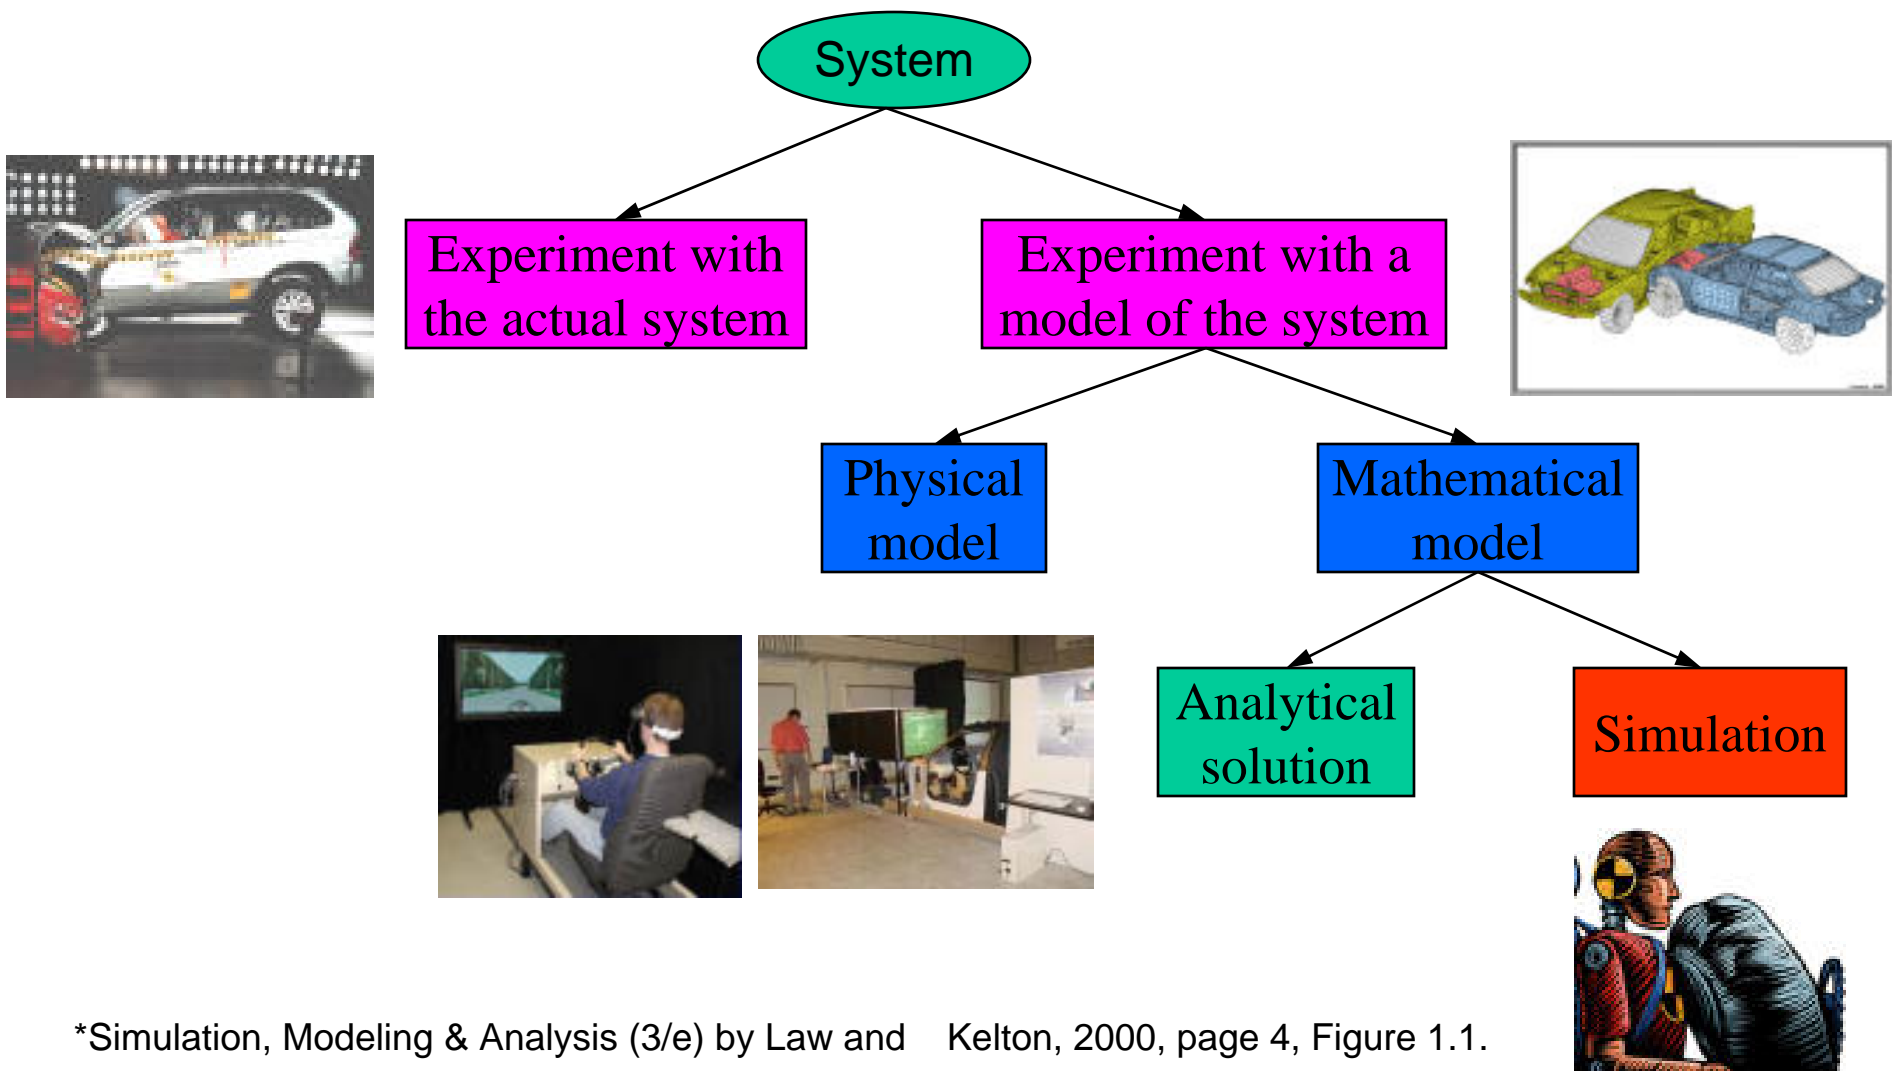 System
Experiment with
the actual system
Experiment with a
model of the system
Physical
model
Mathematical
model
Analytical
solution
Simulation
*Simulation, Modeling & Analysis (3/e) by Law and    Kelton, 2000, page 4, Figure 1.1.